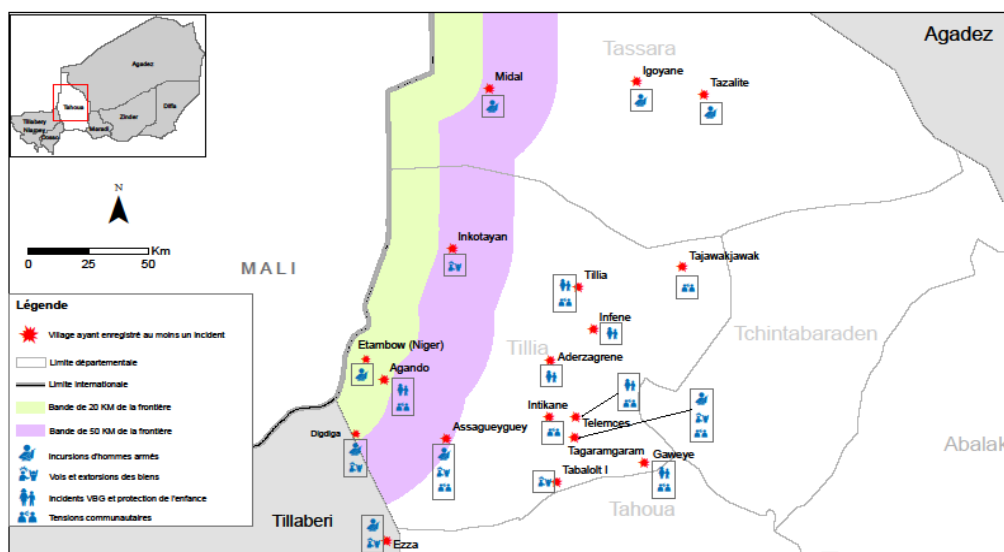 Agadez
Tahoua
Tillabery
Niamey
Dosso
Maradi
Zinder
Diffa
N
Km
0 25 50
MALI
Tassara
Agadez
Midal
Igoyane
Tazalite
Inkotayan
Tillia
Tajawakjawak
Infene
Tchintabaraden
Tillia
Etambow (Niger)
Agando
Aderzagrene
Intikane
Telemces
Digdiga
Assagueyguey
Tagaramgaram
Gaweye
Abalak
Tabalolt I
Tahoua
Tillaberi
Ezza
Légende
Village ayant enregistré au moins un incident
Limite départementale
Limite internationale
Bande de 20 KM de la frontière
Bande de 50 KM de la frontière
Incursions d'hommes armés
Vols et extorsions des biens
Incidents VBG et protection de l'enfance
Tensions communautaires